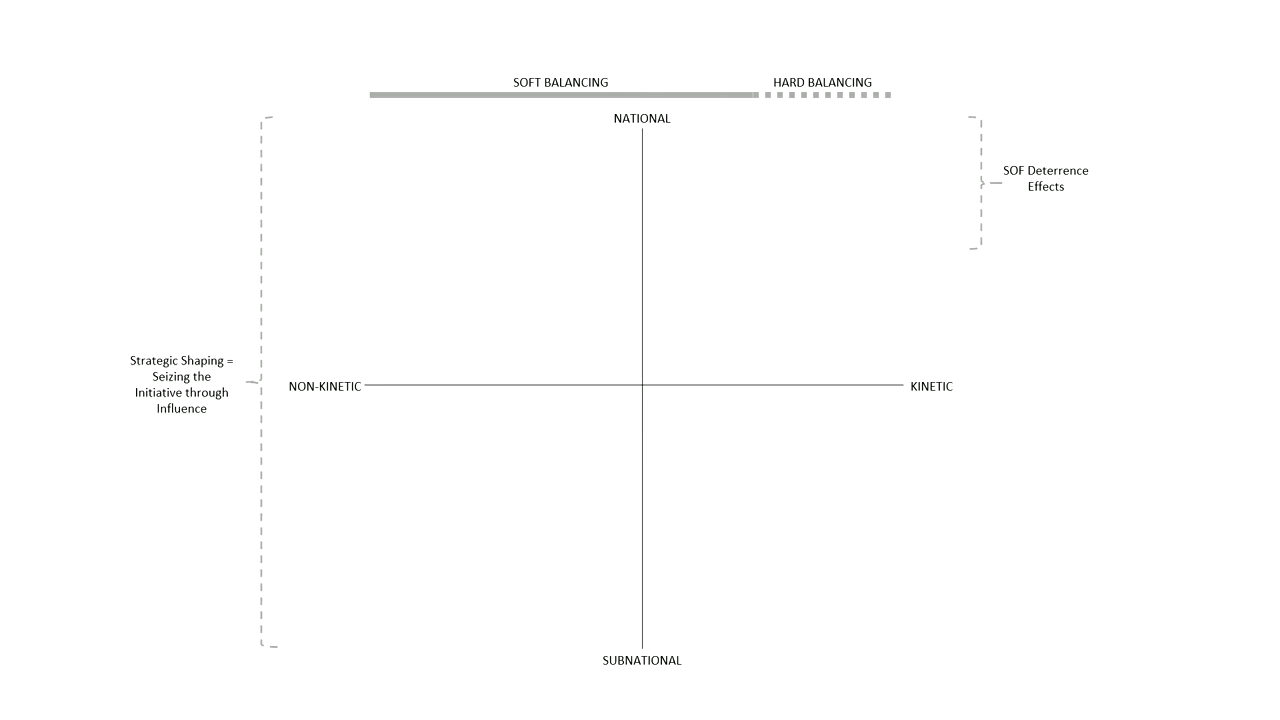 SOFT BALANCING
HARD BALANCING
NATIONAL
SOF Deterrence
Effects
Strategic Shaping =
Seizing the
Initiative through
Influence
NON-KINETIC
KINETIC
SUBNATIONAL